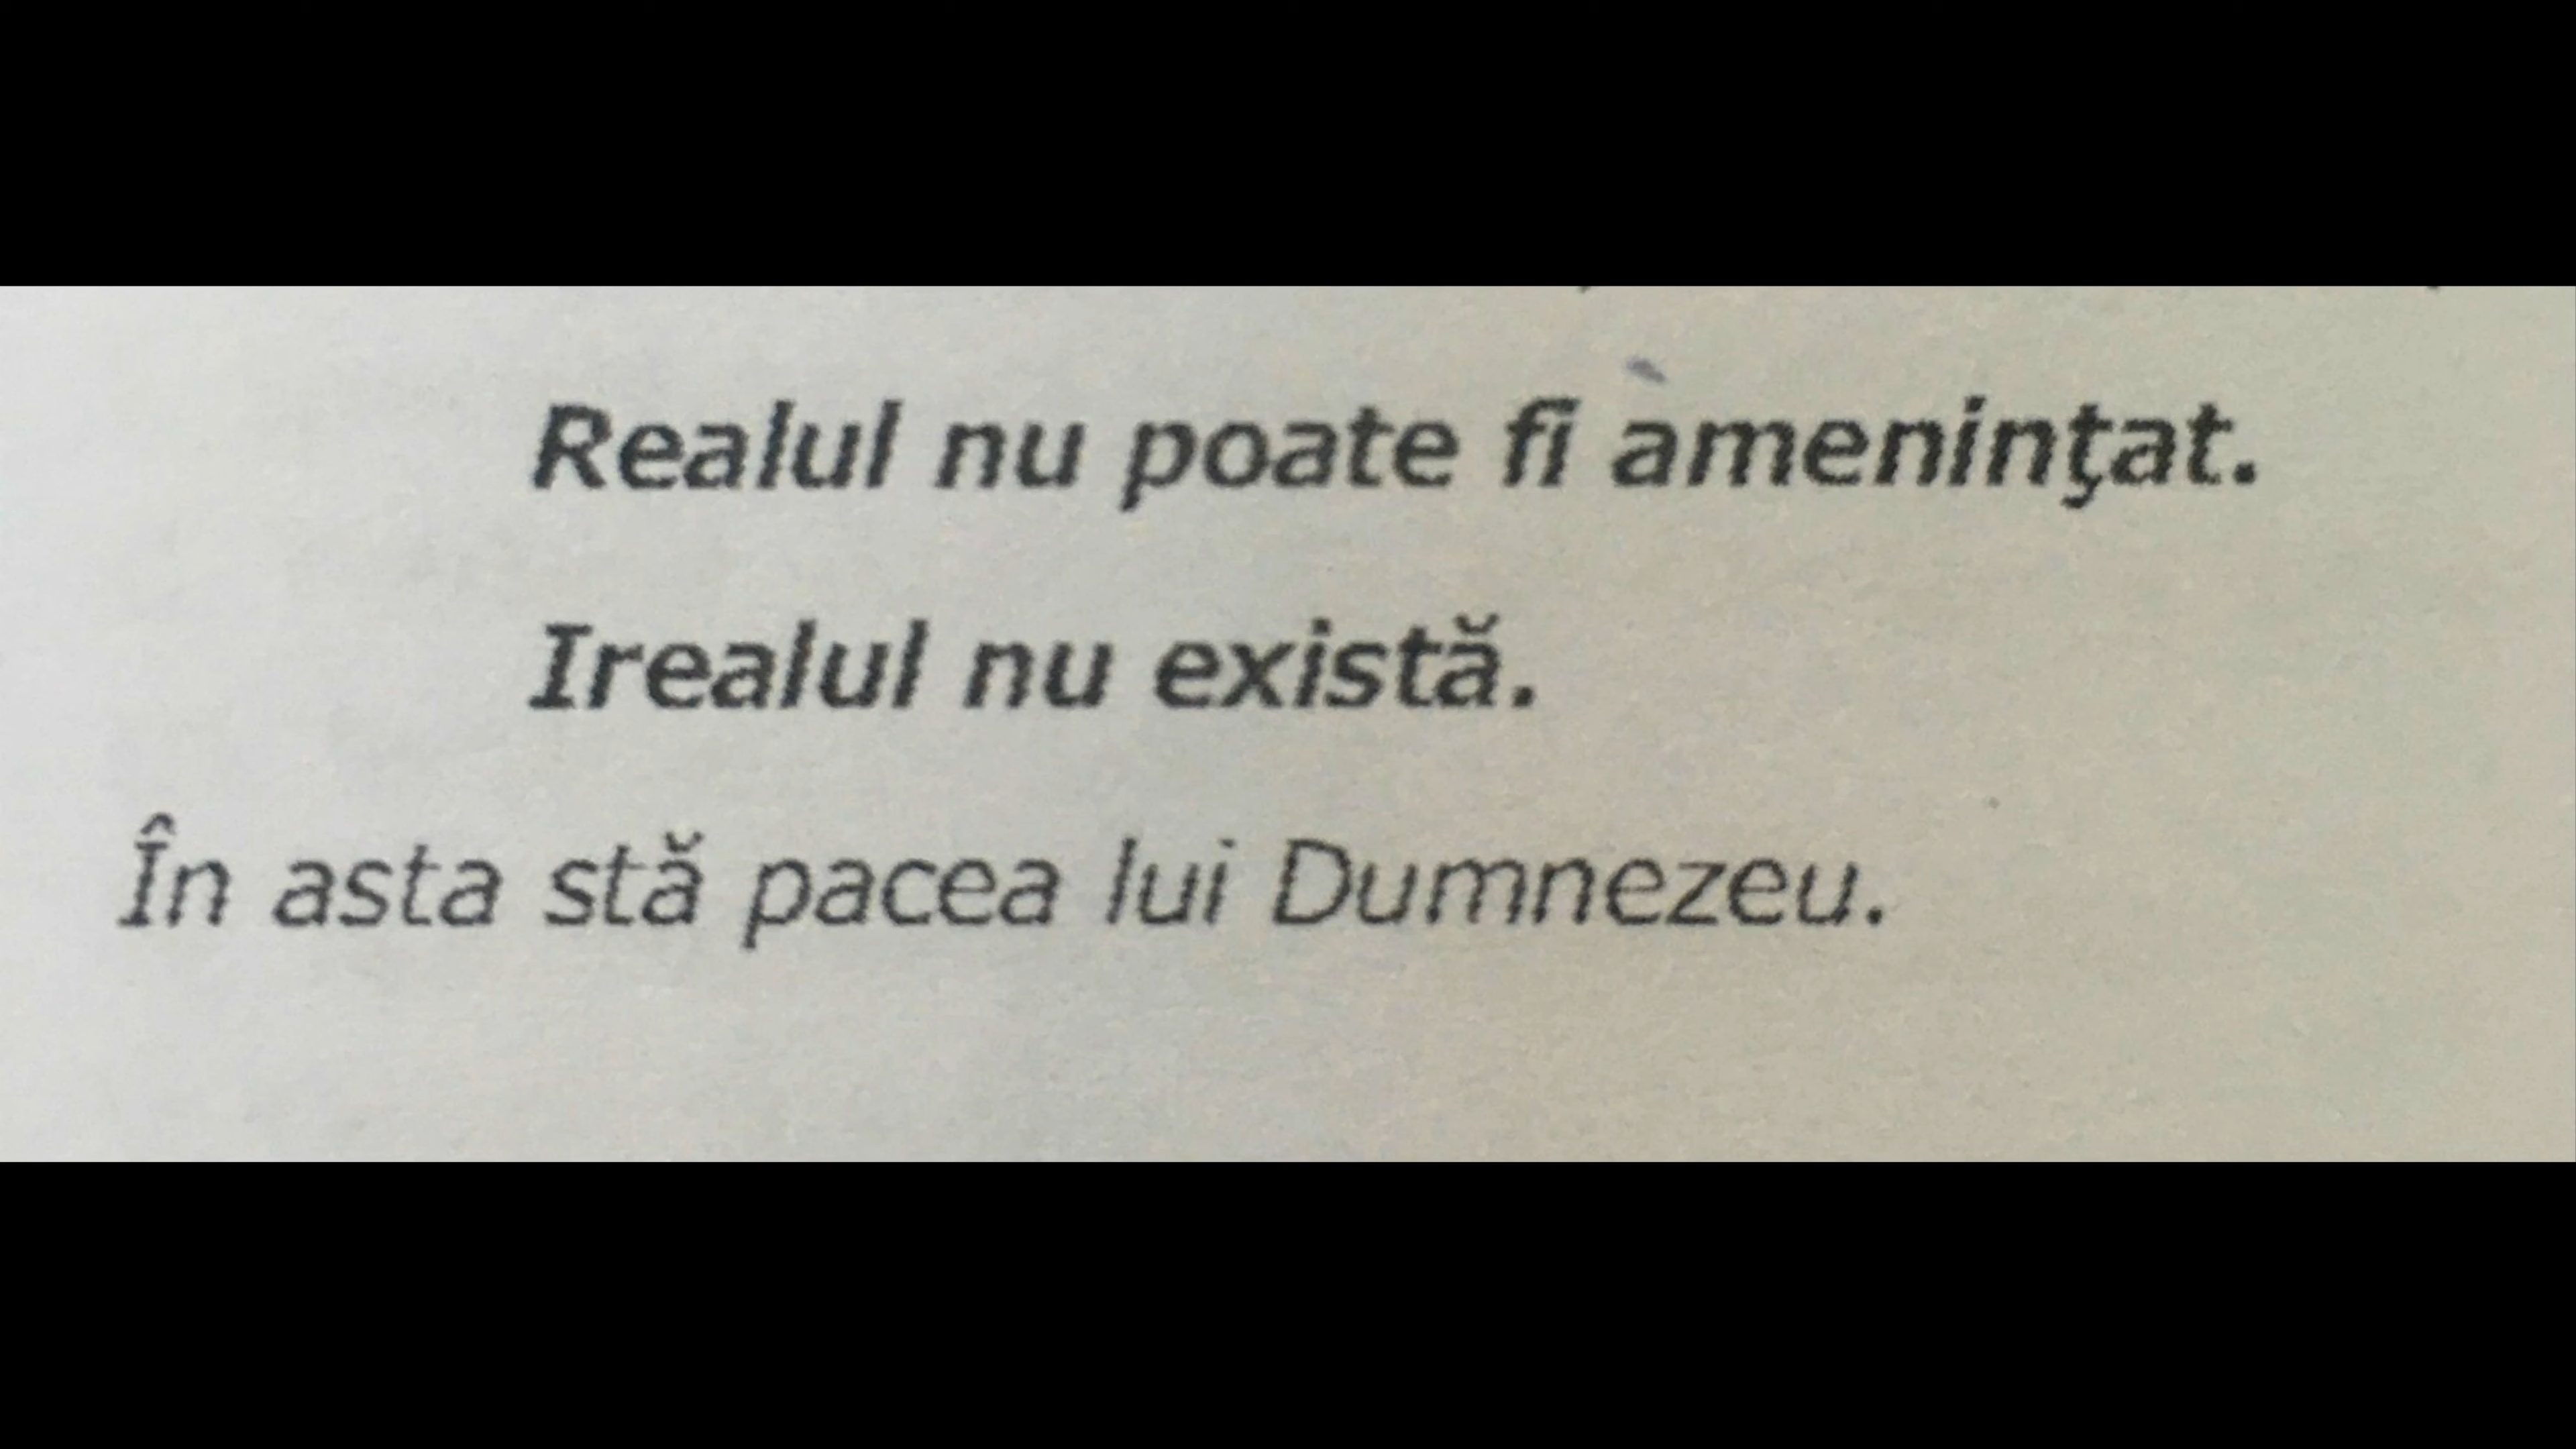 Realul nu poate fi ameninţat.
Irealul nu există.
În asta stă pacea lui Dumnezeu.